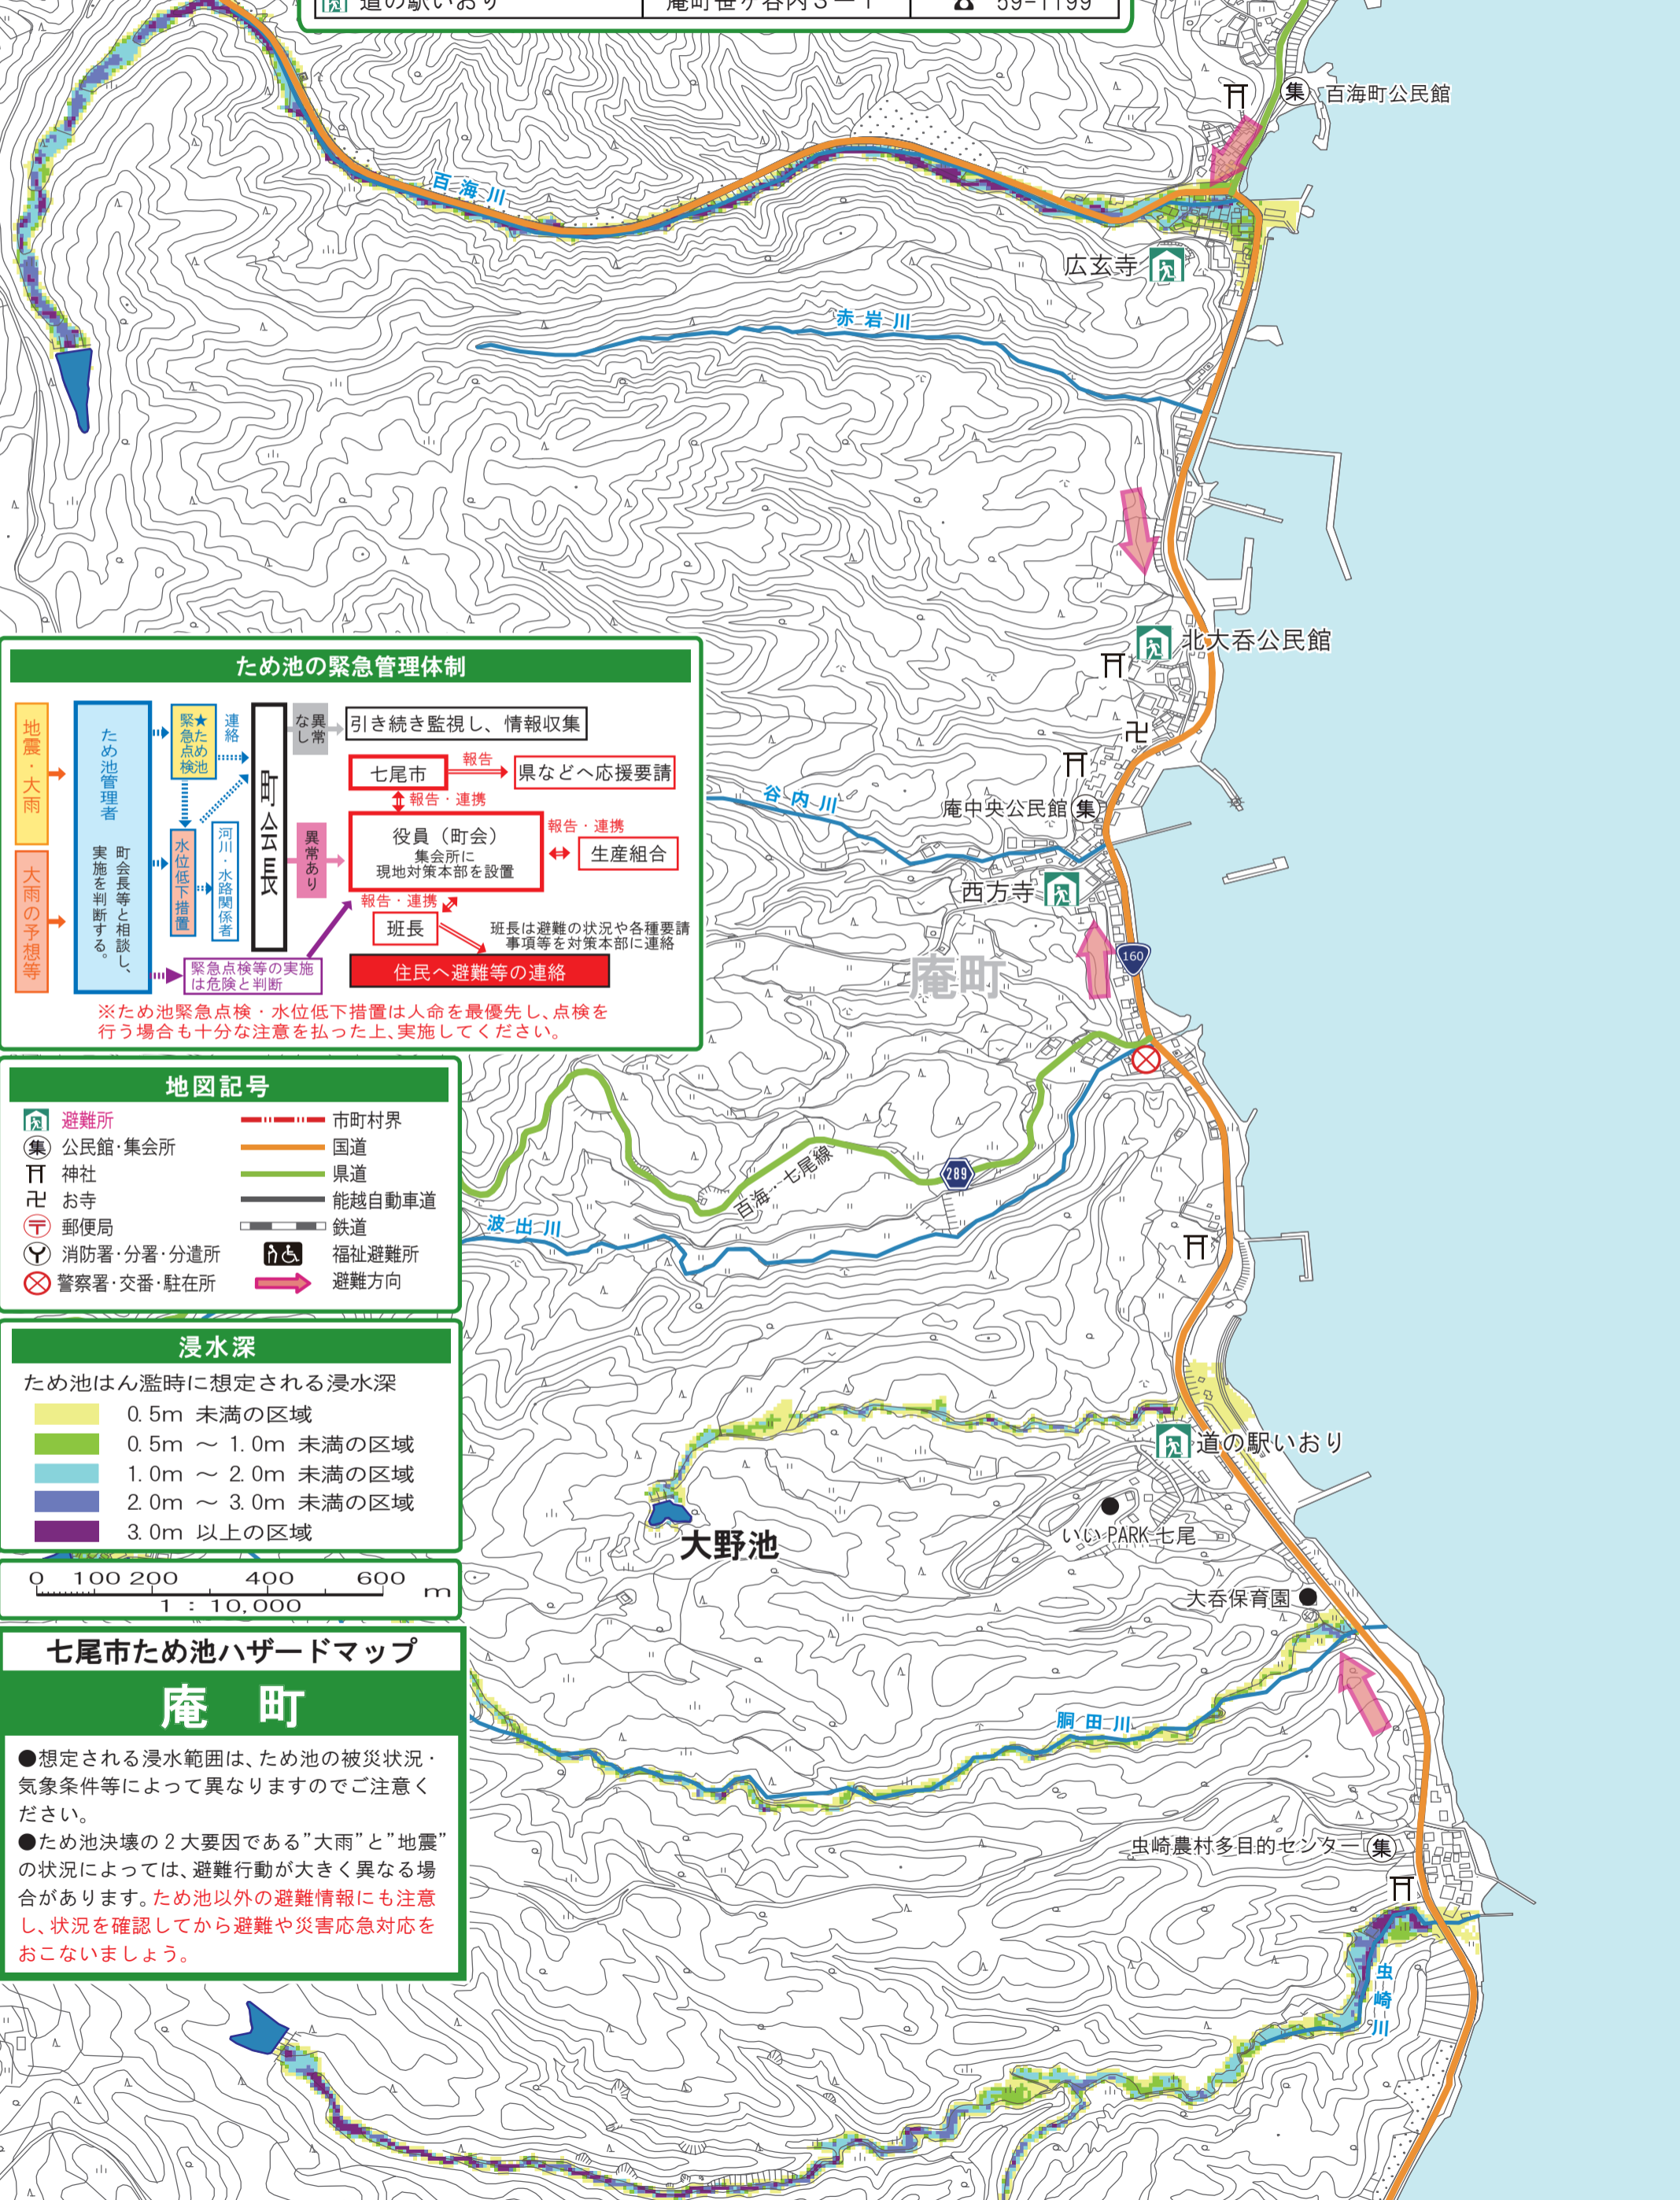 道の駅いおり 庵町笹ヶ谷内3－1 59-1199
百海町公民館
集
百海川
広玄寺
赤岩川
北大呑公民館
ため池の緊急管理体制
地震・大雨
大雨の予想等
ため池管理者
町会長等と相談し、
実施を判断する。
★ため池
緊急点検
連絡
水位低下措置
河川・水路関係者
町会長
異常
なし
引き続き監視し、情報収集
七尾市
報告
県などへ応援要請
報告・連携
異常あり
役員（町会）
集会所に
現地対策本部を設置
報告・連携
生産組合
報告・連携
班長
班長は避難の状況や各種要請
事項等を対策本部に連絡
緊急点検等の実施
は危険と判断
住民へ避難等の連絡
※ため池緊急点検・水位低下措置は人命を最優先し、点検を
行う場合も十分な注意を払った上、実施してください。
谷内川
庵中央公民館
集
西方寺
160
庵町
地図記号
避難所
市町村界
集
公民館・集会所
国道
神社
県道
お寺
能越自動車道
郵便局
鉄道
消防署・分署・分遣所
福祉避難所
警察署・交番・駐在所
避難方向
289
百海・七尾線
波出川
浸水深
ため池はん濫時に想定される浸水深
0.5m 未満の区域
0.5m ～ 1.0m 未満の区域
1.0m ～ 2.0m 未満の区域
2.0m ～ 3.0m 未満の区域
3.0m 以上の区域
道の駅いおり
いいPARK七尾
大野池
大呑保育園
0 100 200 400 600 m
1 : 10,000
七尾市ため池ハザードマップ
庵 町
●想定される浸水範囲は、ため池の被災状況・
気象条件等によって異なりますのでご注意く
ださい。
●ため池決壊の2大要因である”大雨”と”地震”
の状況によっては、避難行動が大きく異なる場
合があります。ため池以外の避難情報にも注意
し、状況を確認してから避難や災害応急対応を
おこないましょう。
胴田川
虫崎農村多目的センター
集
虫崎川